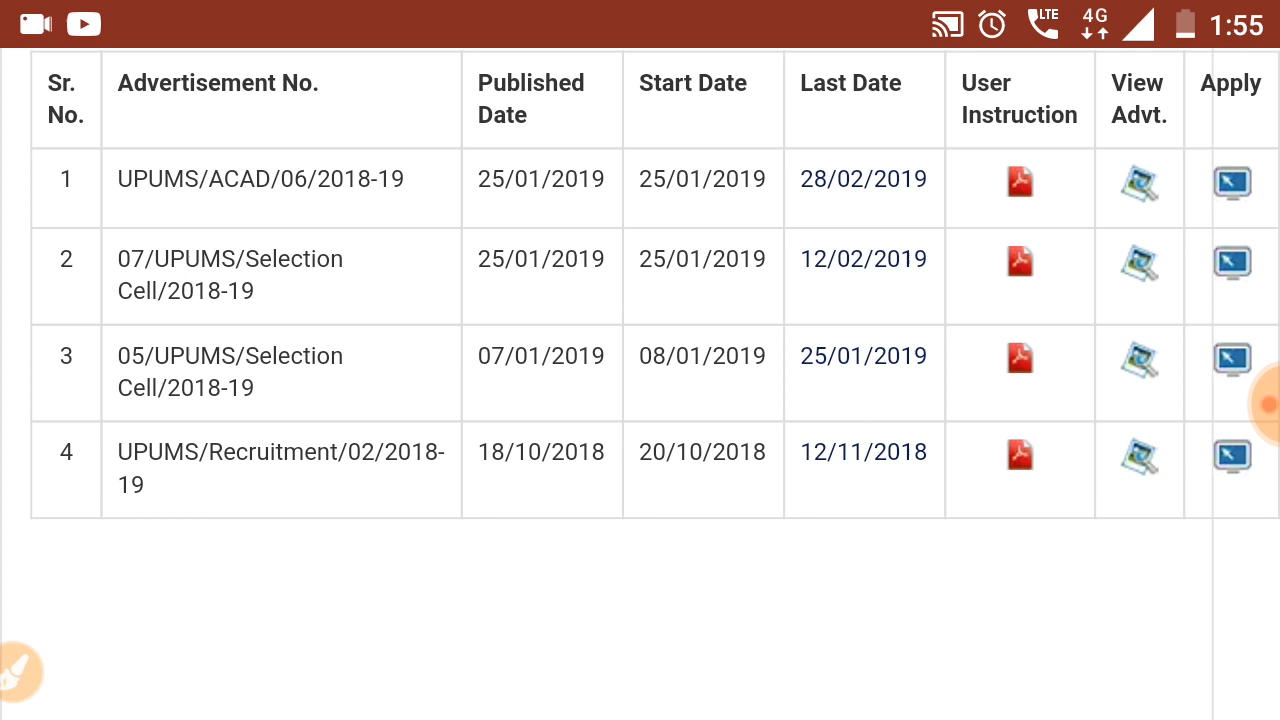 LTE 4G 1:55
Sr. Advertisement No. Published Start Date Last Date User View Apply
No. Date Instruction Advt.
1 UPUMS/ACAD/06/2018-19 25/01/2019 25/01/2019 28/02/2019
2 07/UPUMS/Selection 25/01/2019 25/01/2019 12/02/2019
Cell/2018-19
3 05/UPUMS/Selection 07/01/2019 08/01/2019 25/01/2019
Cell/2018-19
4 UPUMS/Recruitment/02/2018- 18/10/2018 20/10/2018 12/11/2018
19